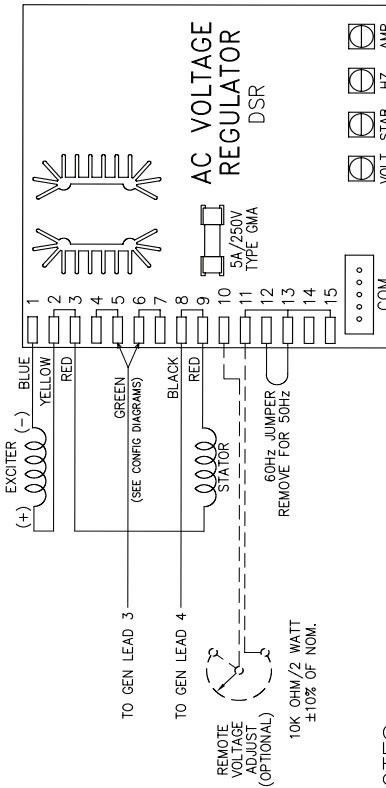 EXCITER
(+)
(-)
BLUE
YELLOW
RED
GREEN
(SEE CONFIG DIAGRAMS)
BLACK
RED
STATOR
TO GEN LEAD 3
TO GEN LEAD 4
REMOTE
VOLTAGE
ADJUST
(OPTIONAL)
10K OHM/2 WATT
±10% OF NOM.
60Hz JUMPER
REMOVE FOR 50Hz
1
2
3
4
5
6
7
8
9
10
11
12
13
14
15
AC VOLTAGE
REGULATOR
DSR
5A/250V
TYPE GMA
COM
VOLT
STAB
HZ
AMP